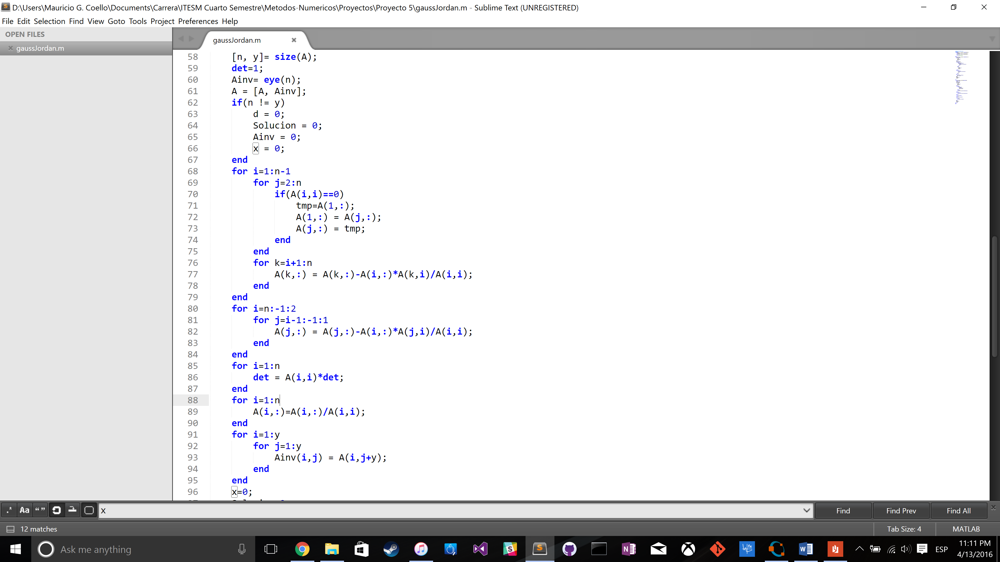 D:\Users\Mauricio G. Coello\Documents\Carrera\ITESM Cuarto Semestre\Metodos-Numericos\Proyectos\Proyecto 5\gaussJordan.m - Sublime Text (UNREGISTERED)
File Edit Selection Find View Goto Tools Project Preferences Help
OPEN FILES
gaussJordan.m
gaussJordan.m
58 [n, y]= size(A);
59 det=1;
60 Ainv= eye(n);
61 A = [A, Ainv];
62 if(n != y)
63 d = 0;
64 Solucion = 0;
65 Ainv = 0;
66 x = 0;
67 end
68 for i=1:n-1
69 for j=2:n
70 if(A(i,i)==0)
71 tmp=A(1,:);
72 A(1,:) = A(j,:);
73 A(j,:) = tmp;
74 end
75 end
76 for k=i+1:n
77 A(k,:) = A(k,:)-A(i,:)*A(k,i)/A(i,i);
78 end
79 end
80 for i=n:-1:2
81 for j=i-1:-1:1
82 A(j,:) = A(j,:)-A(i,:)*A(j,i)/A(i,i);
83 end
84 end
85 for i=1:n
86 det = A(i,i)*det;
87 end
88 for i=1:n
89 A(i,:)=A(i,:)/A(i,i);
90 end
91 for i=1:y
92 for j=1:y
93 Ainv(i,j) = A(i,j+y);
94 end
95 end
96 x=0;
.* Aa “ ” x Find Find Prev Find All
12 matches Tab Size: 4 MATLAB
Ask me anything ESP 11:11 PM
4/13/2016